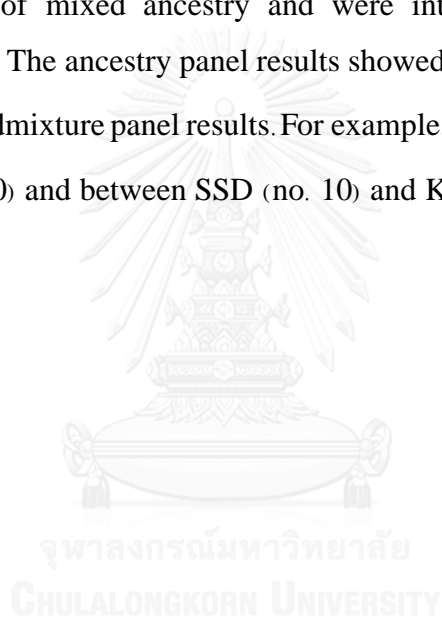 of mixed ancestry and were int
The ancestry panel results showed
dmixture panel results. For example
0) and between SSD (no. 10) and K
จุฬาลงกรณ์มหาวิทยาลัย
CHULALONGKORN UNIVERSITY